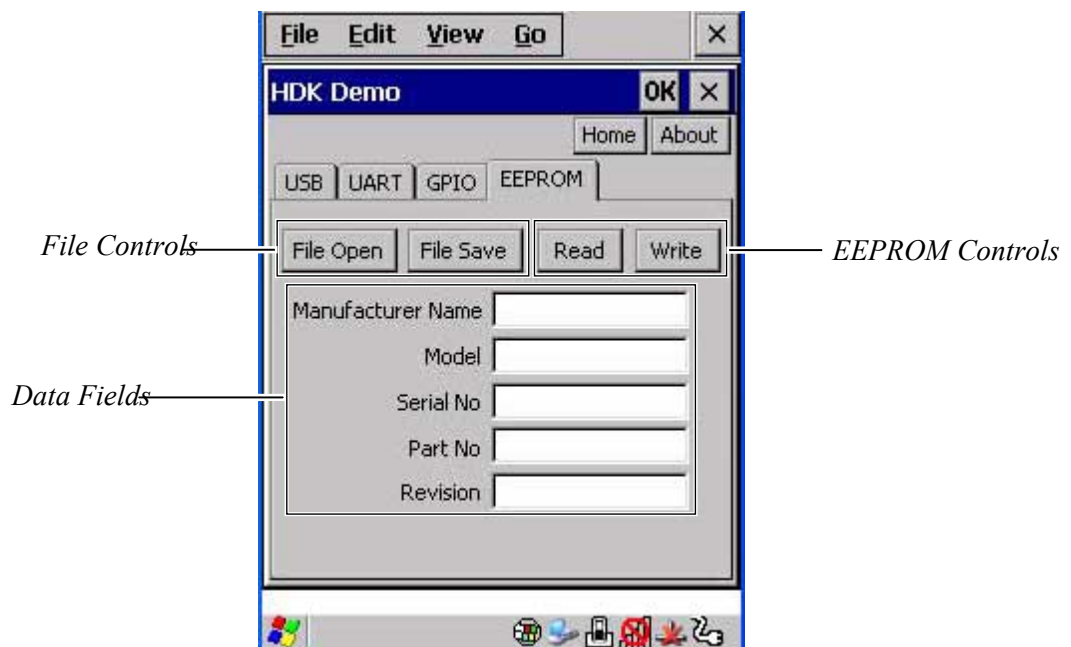 File Edit View Go
HDK Demo OK
Home About
USB UART GPIO EEPROM
File Controls File Open File Save Read Write EEPROM Controls
Manufacturer Name
Model
Data Fields Serial No
Part No
Revision